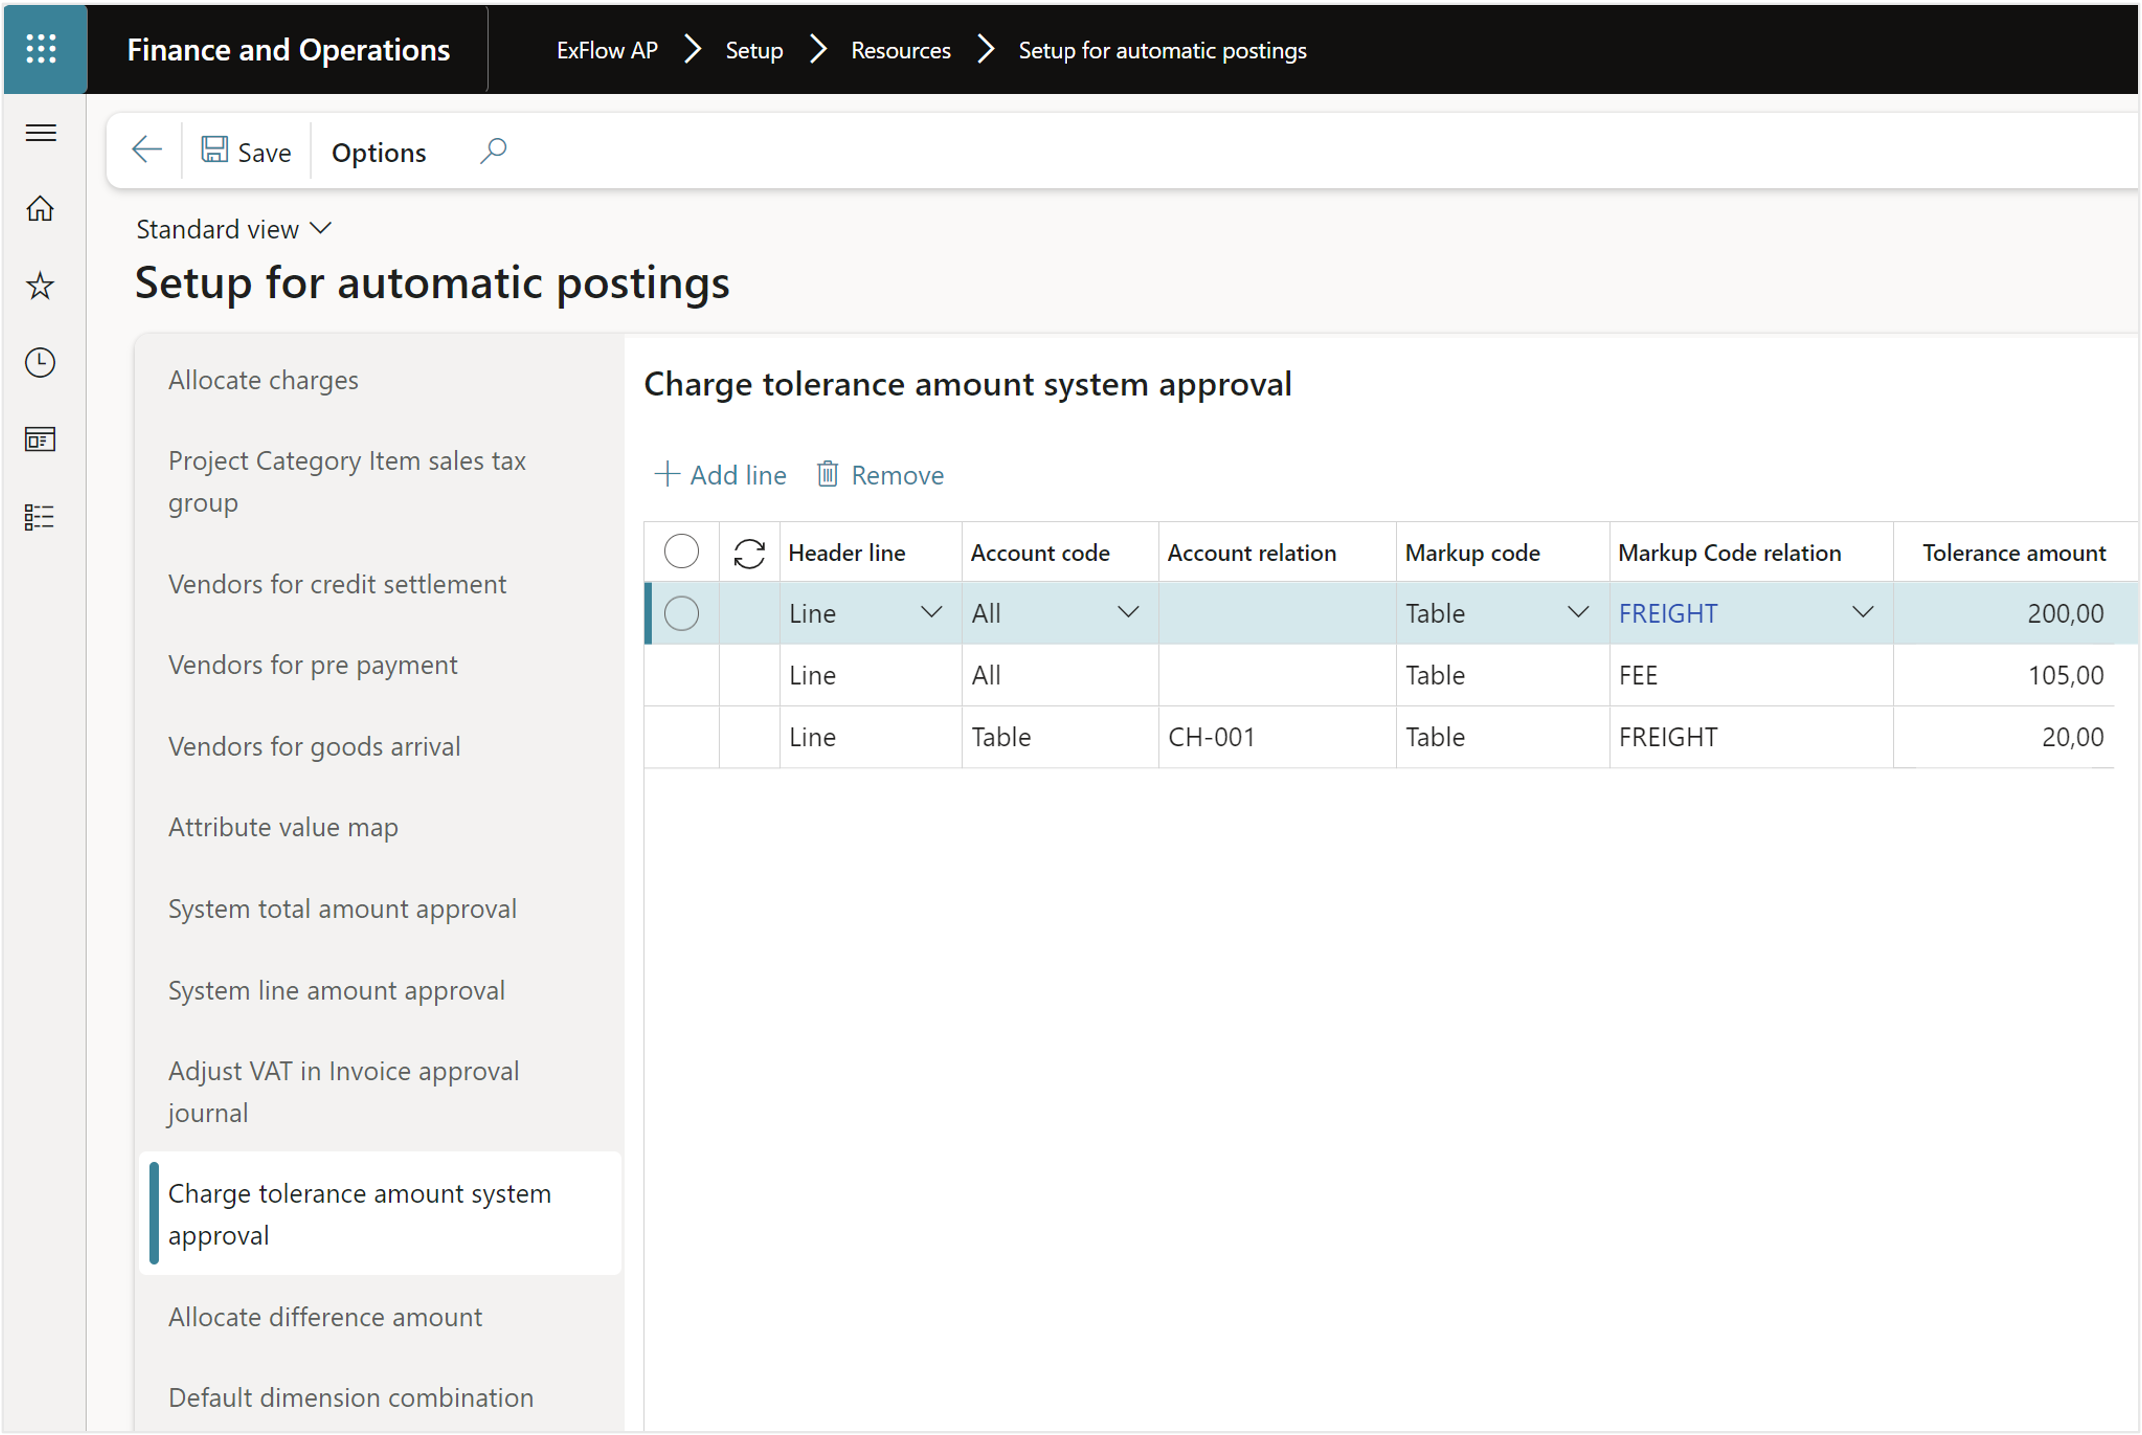 Finance and Operations
ExFlow AP > Setup > Resources > Setup for automatic postings
Save Options
Standard view
Setup for automatic postings
Allocate charges
Project Category Item sales tax
group
Vendors for credit settlement
Vendors for pre payment
Vendors for goods arrival
Attribute value map
System total amount approval
System line amount approval
Adjust VAT in Invoice approval
journal
Charge tolerance amount system
approval
Allocate difference amount
Default dimension combination
Charge tolerance amount system approval
Add line Remove
Header line Account code Account relation Markup code Markup Code relation Tolerance amount
Line All Table FREIGHT 200,00
Line All Table FEE 105,00
Line Table CH-001 Table FREIGHT 20,00